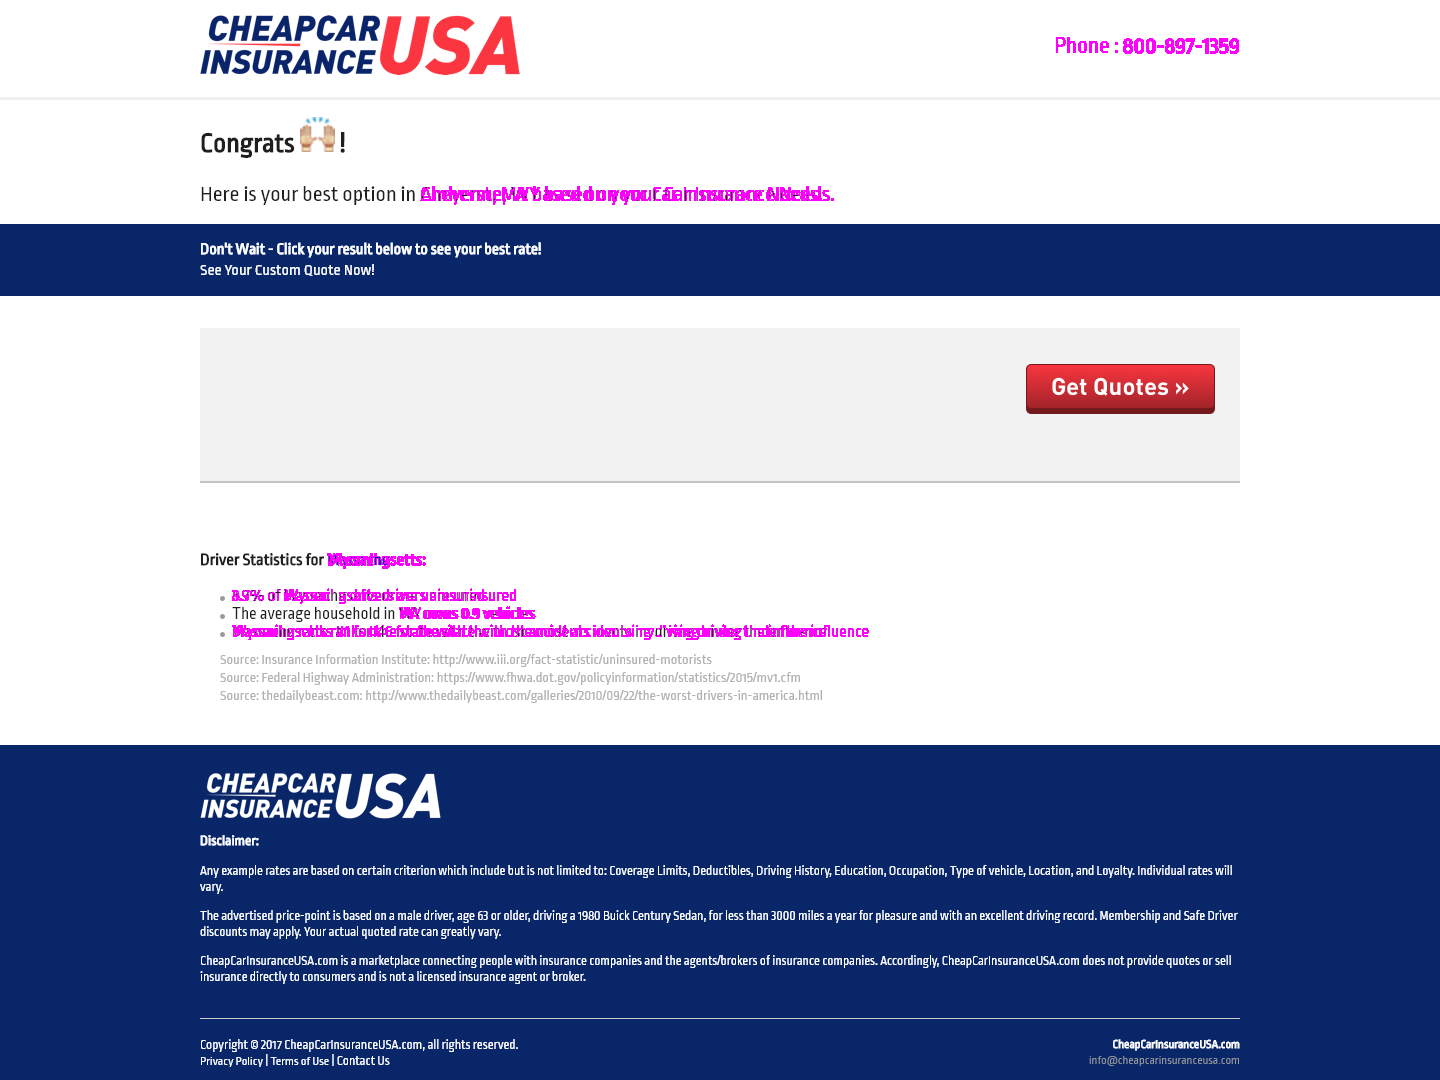 CHEAPCAR INSURANCE USA
Phone : 800-897-1359
Congrats 🙌🏼!
Here is your best option in
Don't Wait - Click your result below to see your best rate!
See Your Custom Quote Now!
Get Quotes »
Driver Statistics for
The average household in
Source: Insurance Information Institute: http://www.iii.org/fact-statistic/uninsured-motorists
Source: Federal Highway Administration: https://www.fhwa.dot.gov/policyinformation/statistics/2015/mv1.cfm
Source: thedailybeast.com: http://www.thedailybeast.com/galleries/2010/09/22/the-worst-drivers-in-america.html
CHEAPCAR INSURANCE USA
Disclaimer:
Any example rates are based on certain criterion which include but is not limited to: Coverage Limits, Deductibles, Driving History, Education, Occupation, Type of vehicle, Location, and Loyalty. Individual rates will
vary.
The advertised price-point is based on a male driver, age 63 or older, driving a 1980 Buick Century Sedan, for less than 3000 miles a year for pleasure and with an excellent driving record. Membership and Safe Driver
discounts may apply. Your actual quoted rate can greatly vary.
CheapCarInsuranceUSA.com is a marketplace connecting people with insurance companies and the agents/brokers of insurance companies. Accordingly, CheapCarInsuranceUSA.com does not provide quotes or sell
insurance directly to consumers and is not a licensed insurance agent or broker.
Copyright © 2017 CheapCarInsuranceUSA.com, all rights reserved.
CheapCarInsuranceUSA.com
Privacy Policy | Terms of Use | Contact Us
info@cheapcarinsuranceusa.com